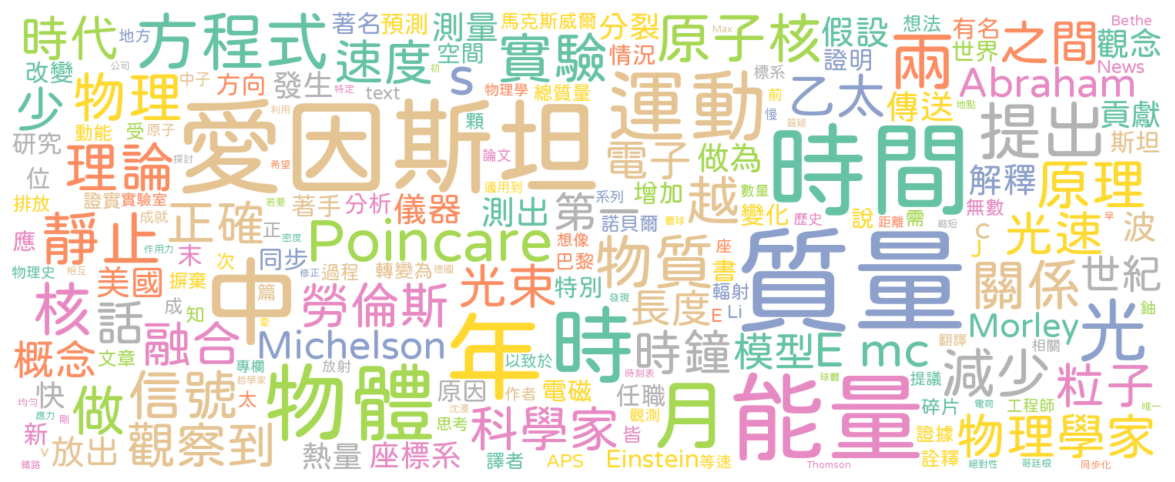 時代
地方
方程式
著名
預測
測量
馬克斯威爾
分裂
Max
原子核
假設
想法
有名
之間
Bethe
觀念
改變
公司
中子
方向
發生
速度
空間
s
實驗
情況
證明
世界
兩
News
物理
text
物理學
總質量
初
特定
標系
乙太
Abraham
少
動能
受
原子
愛因斯坦
顆
運動
前
慢
傳送
地點
提出
貢獻
研究
理論
探討
利用
希望
論文
電子
做為
質疑
時間
解釋
原理
斯坦
位
證實
實驗室
著手
分析
儀器
適用到
系列
增加
數量
無數
排放
成就
若要
測出
第一
越
變化
歷史
說
距離
需
縮短
早
應
靜止
正確
正
密度
Poincare
諾貝爾
聽球
c
J
光速
波
作用力
末
次
同步
修正
想像
物質
座
書
物理史
美國
摒棄
過程
轉變為
德國
光束
巴黎
質量
關係
世紀
相互
中
篇
勞倫斯
特別
發現
長度
輻射
E
Li
鈾
核
話
成
知
愛
年
時
Morley
光
概念
文章
融合
專欄
Michelson
以致於
時刻表
時鐘
模型
E
mc
翻譯
相關
哲學家
放射
原因
作者
電磁
任職
球體
減少
提議
粒子
快
均勻
做
信號
太
物體
沈浸
思考
觀測
月
能量
碎片
電荷
工程師
唯一
應力
剛
新
v
放出
觀察到
熱量
座標系
科學家
皆
證據
物理學家
鐵路
譯者
APS
Einstein
等速
Thomson
詮釋
絕對性
哥廷根
同步化